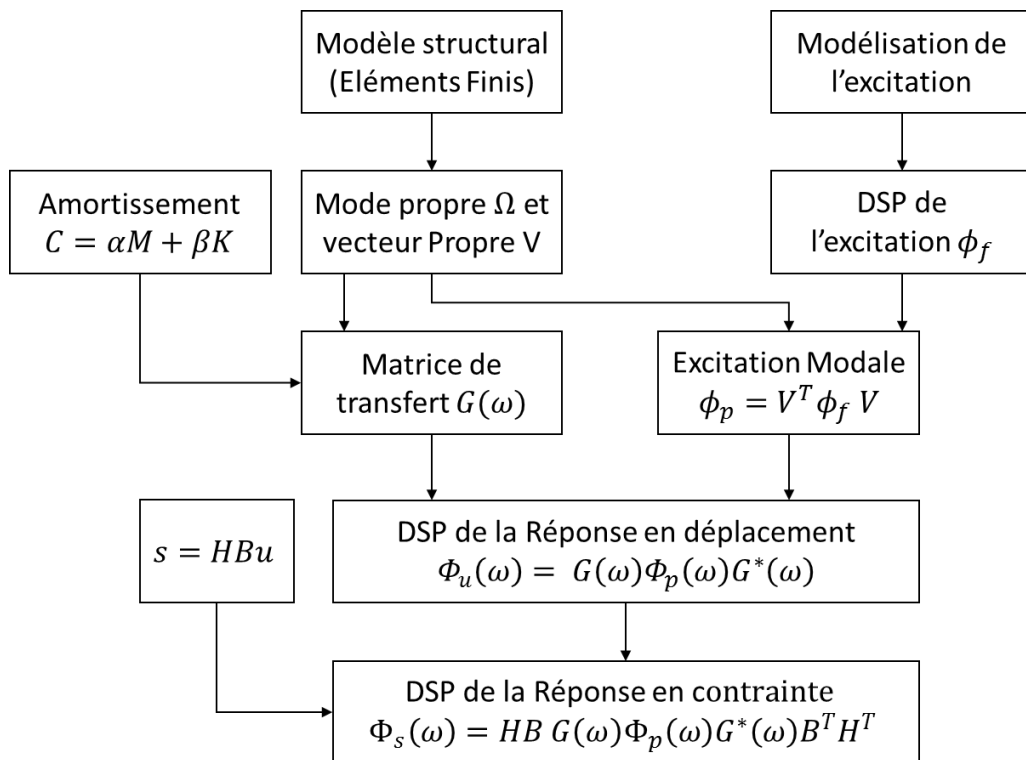 Modèle structural
(Eléments Finis)
Modélisation de
l'excitation
Amortissement
C = αM + βK
Mode propre Ω et
vecteur Propre V
DSP de
l'excitation ϕ_f
Matrice de
transfert G(ω)
Excitation Modale
ϕ_p = V^T ϕ_f V
s = HBu
DSP de la Réponse en déplacement
Φ_u(ω) = G(ω)Φ_p(ω)G^*(ω)
DSP de la Réponse en contrainte
Φ_s(ω) = HB G(ω)Φ_p(ω)G^*(ω)B^T H^T